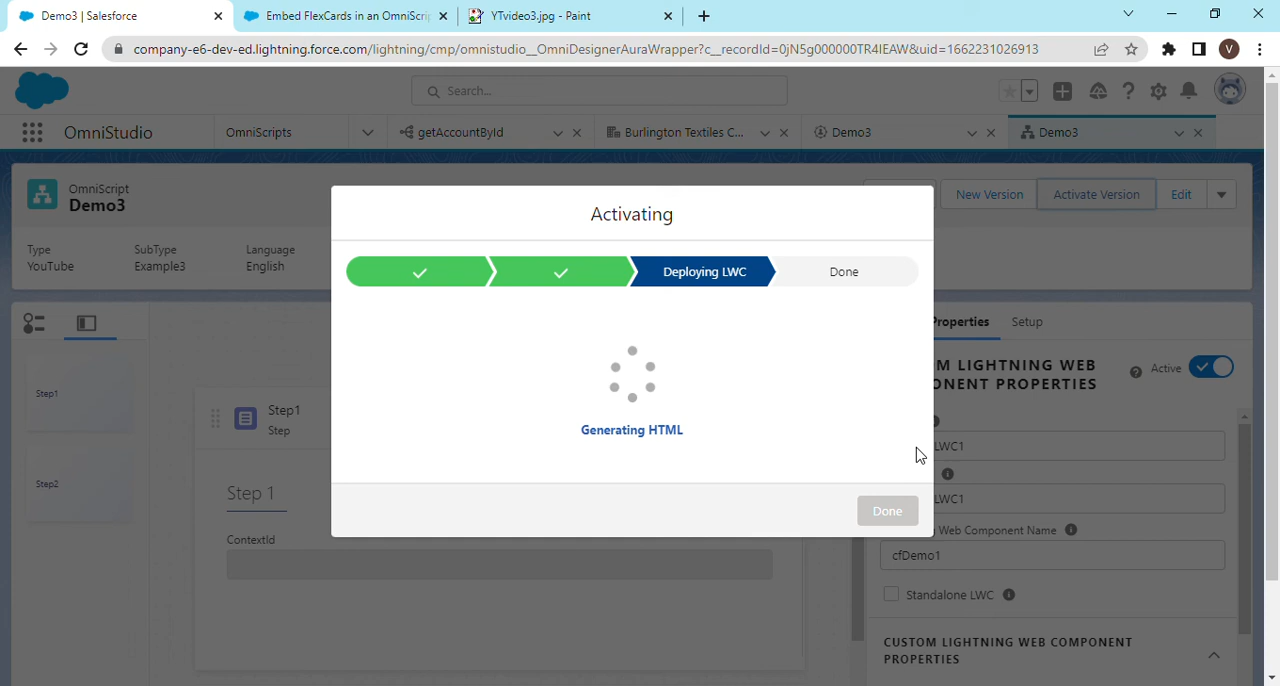 Demo3 | Salesforce
Embed FlexCards in an OmniScrip
YTvideo3.jpg - Paint
company-e6-dev-ed.lightning.force.com/lightning/cmp/omnistudio__OmniDesignerAuraWrapper?c__recordId=0jN5g000000TR4IEAW&uid=1662231026913
V
Search...
OmniStudio
OmniScripts
getAccountById
Burlington Textiles C...
Demo3
Demo3
OmniScript
Demo3
New Version
Activate Version
Edit
Type
SubType
Language
YouTube
Example3
English
Activating
Deploying LWC
Done
Generating HTML
Done
Step1
Step2
Step1
Step
Step 1
ContextId
Properties
Setup
M LIGHTNING WEB
ONENT PROPERTIES
Active
LWC1
LWC1
Web Component Name
cfDemo1
Standalone LWC
CUSTOM LIGHTNING WEB COMPONENT
PROPERTIES